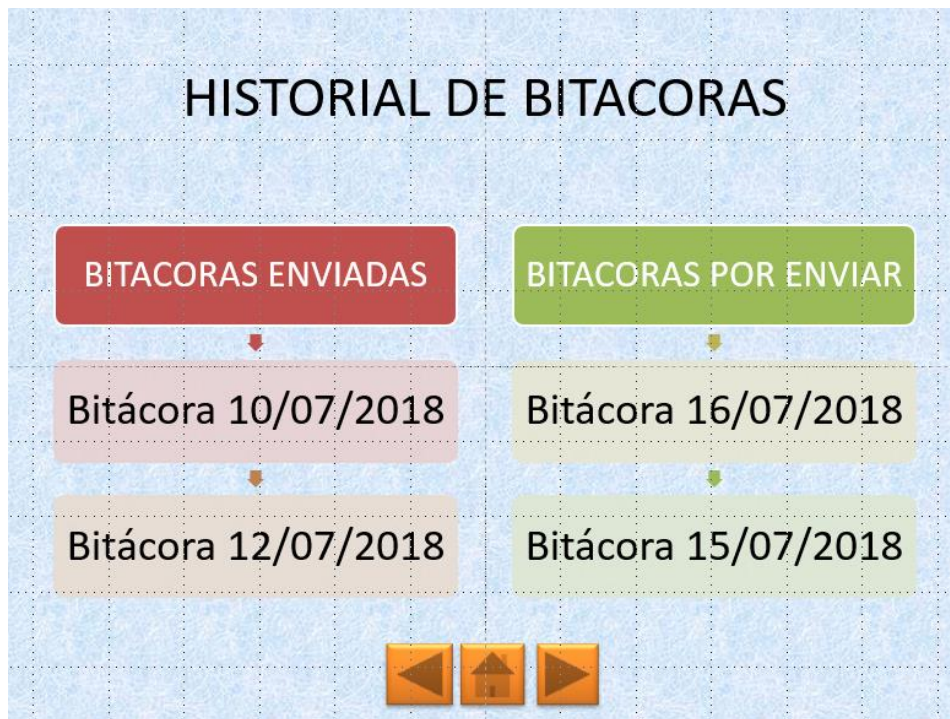 HISTORIAL DE BITACORAS
BITACORAS ENVIADAS
Bitácora 10/07/2018
Bitácora 12/07/2018
BITACORAS POR ENVIAR
Bitácora 16/07/2018
Bitácora 15/07/2018